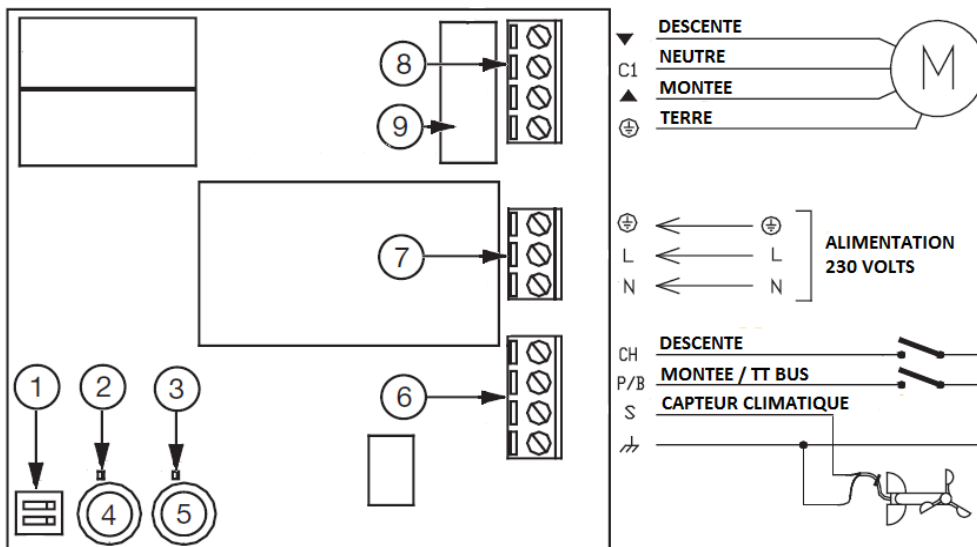 8
9
DESCENTE
C1 NEUTRE
MONTEE
TERRE
M
7
L L
N N
ALIMENTATION
230 VOLTS
1
2
3
6
4
5
CH DESCENTE
P/B MONTEE / TT BUS
S CAPTEUR CLIMATIQUE